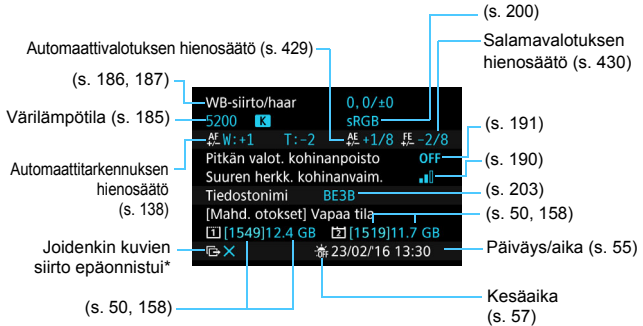 (s. 200)
Automaattivalotuksen hienosäätö (s. 429)
Salamavalotuksen
hienosäätö (s. 430)
(s. 186, 187)
Värilämpötila (s. 185)
WB-siirto/haar 0, 0/±0
5200 K sRGB
AF +/- W:+1 T:-2 AE +/- +1/8 FE +/- -2/8
Pitkän valot. kohinanpoisto OFF
Suuren herkk. kohinanvaim.
Tiedostonimi BE3B
[Mahd. otokset] Vapaa tila
1 [1549]12.4 GB 2 [1519]11.7 GB
OFF 23/02/'16 13:30
(s. 191)
(s. 190)
(s. 203)
(s. 50, 158)
Automaattitarkennuksen
hienosäätö
(s. 138)
Joidenkin kuvien
siirto epäonnistui*
Päiväys/aika (s. 55)
(s. 50, 158)
Kesäaika
(s. 57)